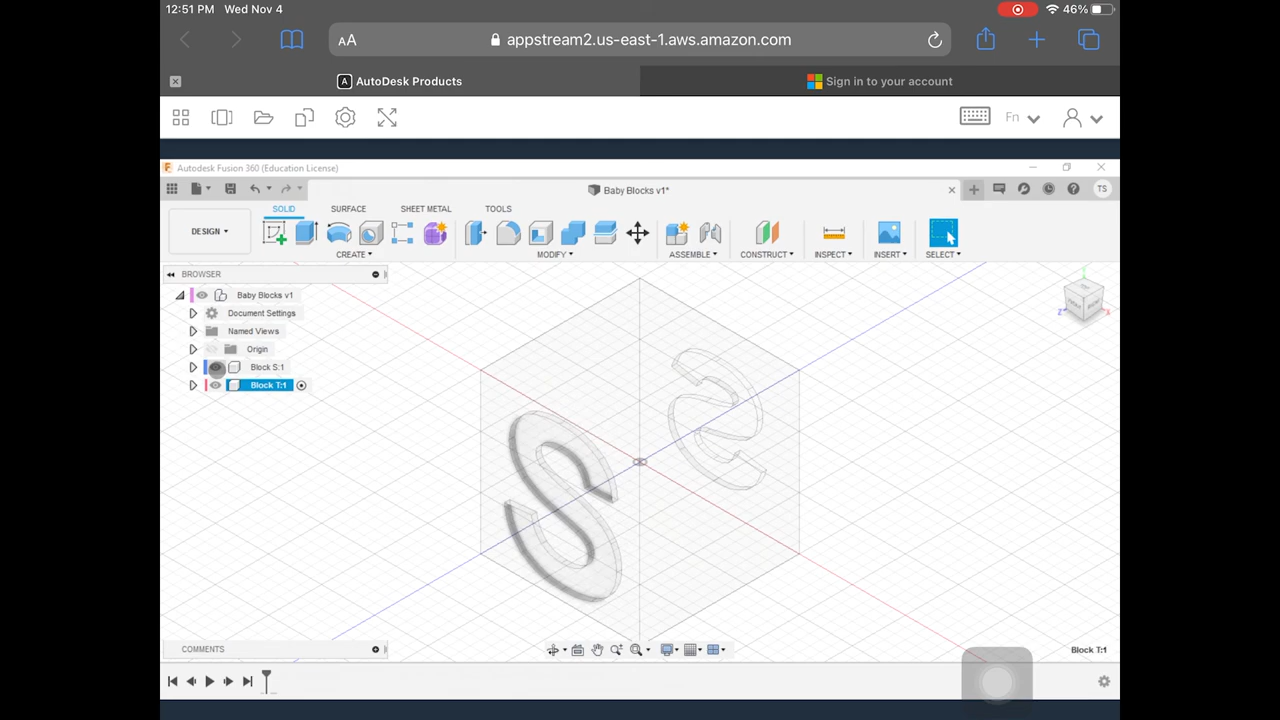 12:51 PM Wed Nov 4
46%
AA
appstream2.us-east-1.aws.amazon.com
AutoDesk Products
Sign in to your account
Fn
Autodesk Fusion 360 (Education License)
Baby Blocks v1*
TS
SOLID
SURFACE
SHEET METAL
TOOLS
DESIGN
CREATE
MODIFY
ASSEMBLE
CONSTRUCT
INSPECT
INSERT
SELECT
BROWSER
Baby Blocks v1
Document Settings
Named Views
Origin
Block S:1
Block T:1
S
S
Z
X
TOP
COMMENTS
Block T:1